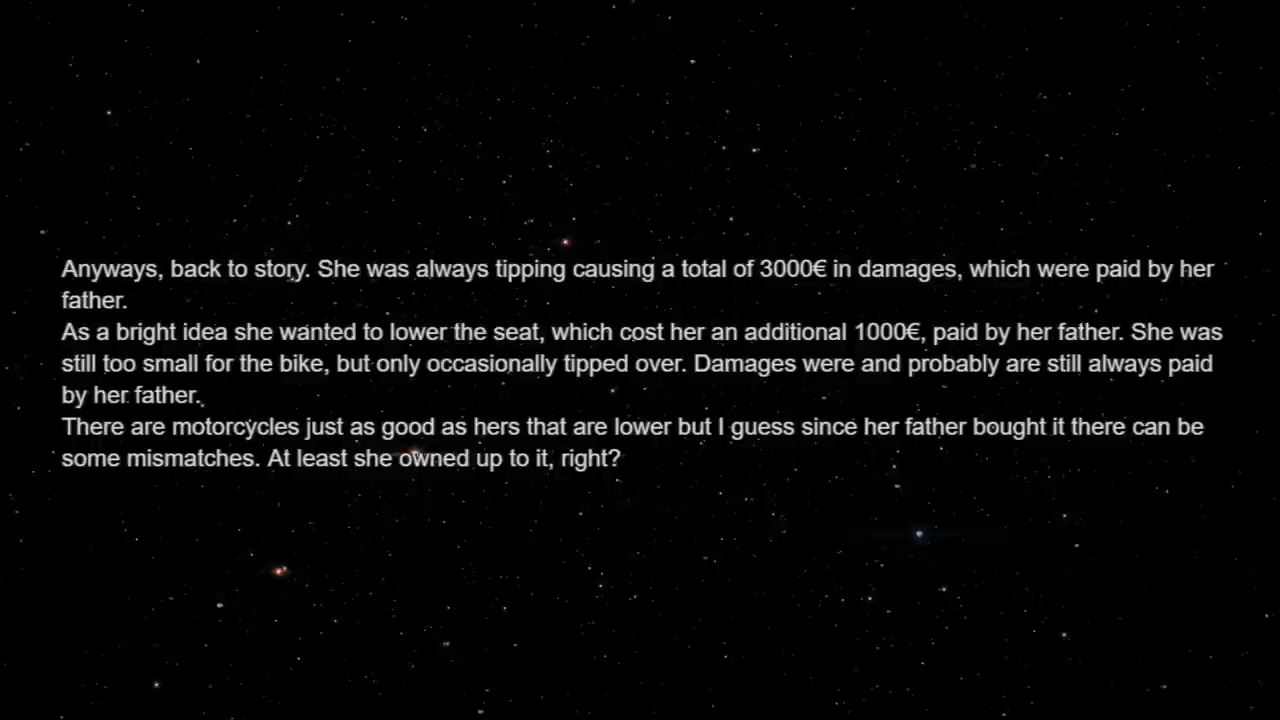 Anyways, back to story. She was always tipping causing a total of 3000€ in damages, which were paid by her
father.
As a bright idea she wanted to lower the seat, which cost her an additional 1000€, paid by her father. She was
still too small for the bike, but only occasionally tipped over. Damages were and probably are still always paid
by her father.
There are motorcycles just as good as hers that are lower but I guess since her father bought it there can be
some mismatches. At least she owned up to it, right?